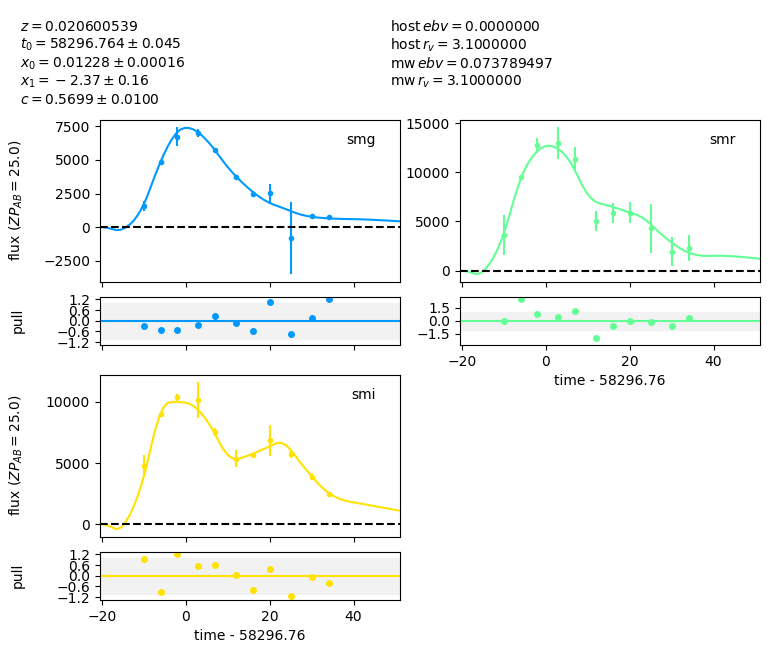 z = 0.020600539
t₀ = 58296.764 ± 0.045
x₀ = 0.01228 ± 0.00016
x₁ = −2.37 ± 0.16
c = 0.5699 ± 0.0100
host ebv = 0.0000000
host r_v = 3.1000000
mw ebv = 0.073789497
mw r_v = 3.1000000
smg
flux (ZP_AB = 25.0)
7500
5000
2500
0
−2500
pull
1.2
0.6
0.0
−0.6
−1.2
smr
15000
10000
5000
0
1.5
0.0
−1.5
−20
0
20
40
time - 58296.76
smi
flux (ZP_AB = 25.0)
10000
5000
0
pull
1.2
0.6
0.0
−0.6
−1.2
−20
0
20
40
time - 58296.76